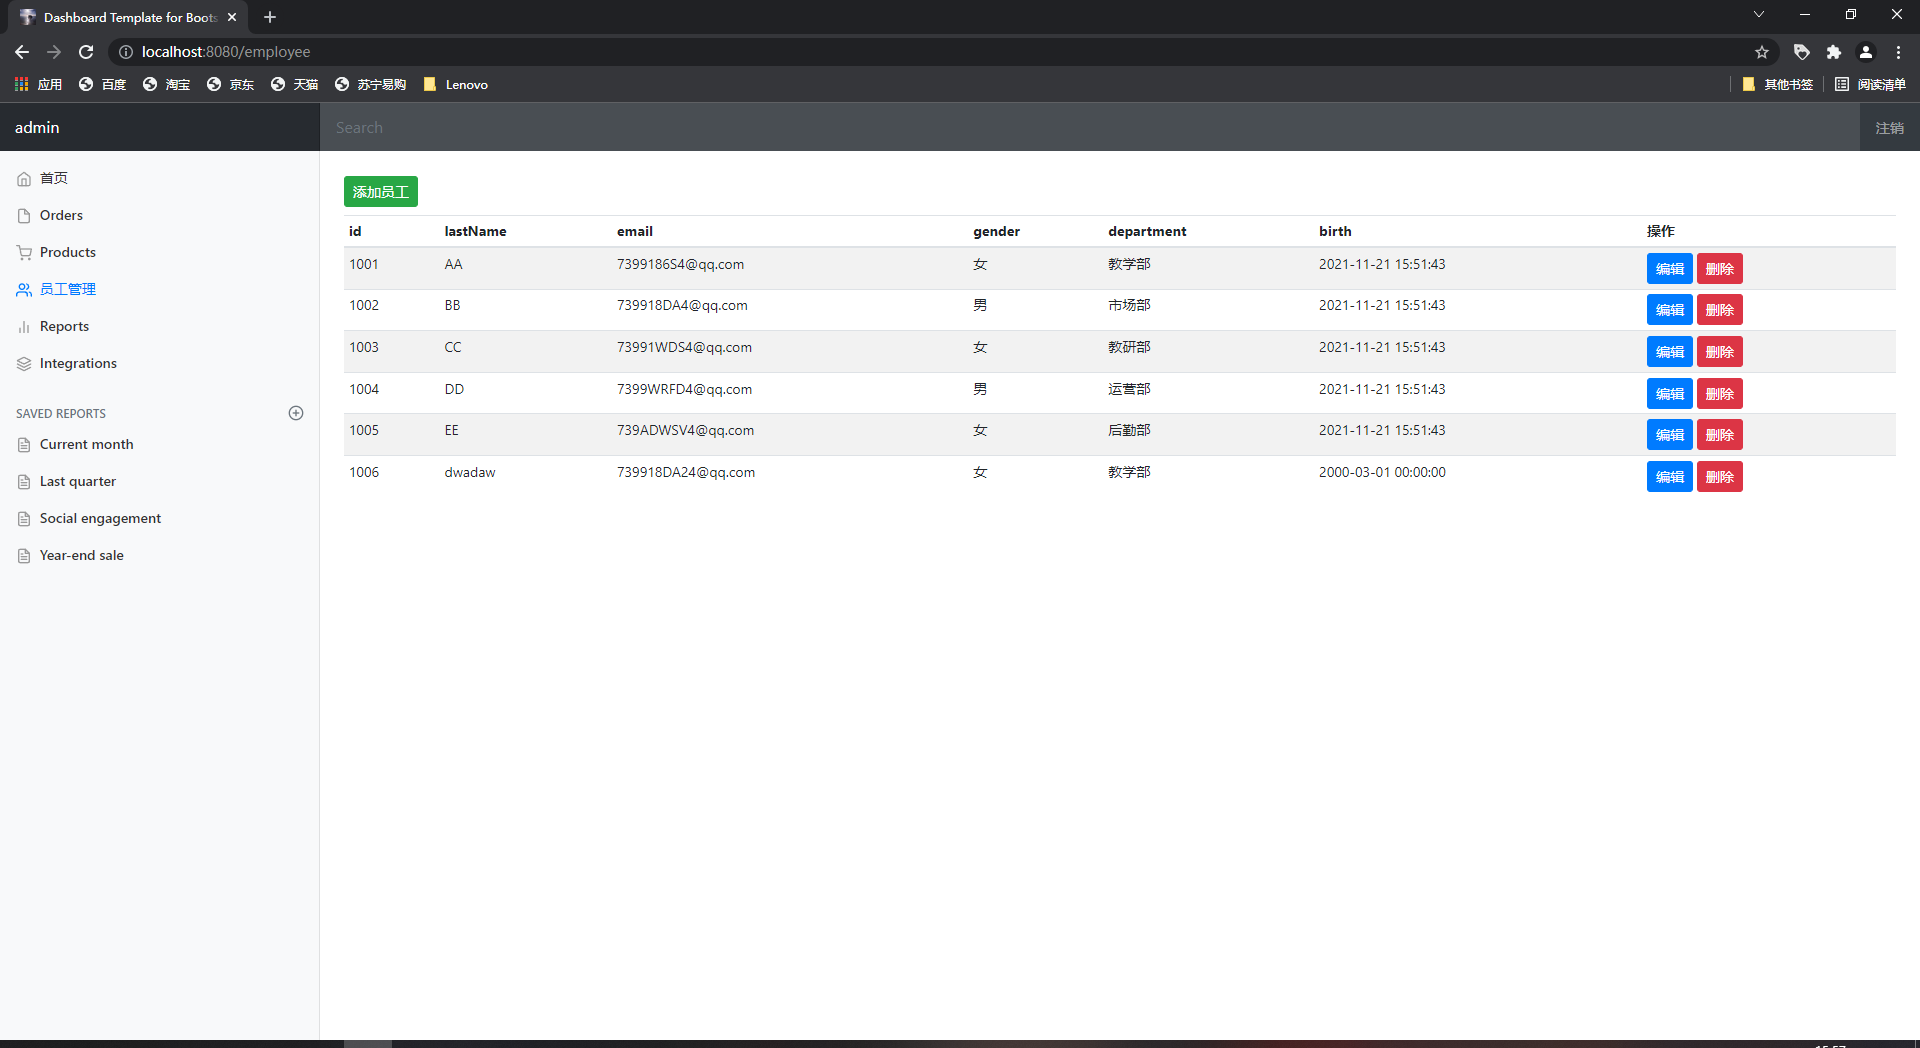 Dashboard Template for Boots
localhost:8080/employee
应用 百度 淘宝 京东 天猫 苏宁易购 Lenovo 其他书签 阅读清单
admin Search 注销
首页
Orders
Products
员工管理
Reports
Integrations
SAVED REPORTS
Current month
Last quarter
Social engagement
Year-end sale
添加员工
id lastName email gender department birth 操作
1001 AA 7399186S4@qq.com 女 教学部 2021-11-21 15:51:43 编辑 删除
1002 BB 739918DA4@qq.com 男 市场部 2021-11-21 15:51:43 编辑 删除
1003 CC 73991WDS4@qq.com 女 教研部 2021-11-21 15:51:43 编辑 删除
1004 DD 7399WRFD4@qq.com 男 运营部 2021-11-21 15:51:43 编辑 删除
1005 EE 739ADWSV4@qq.com 女 后勤部 2021-11-21 15:51:43 编辑 删除
1006 dwadaw 739918DA24@qq.com 女 教学部 2000-03-01 00:00:00 编辑 删除